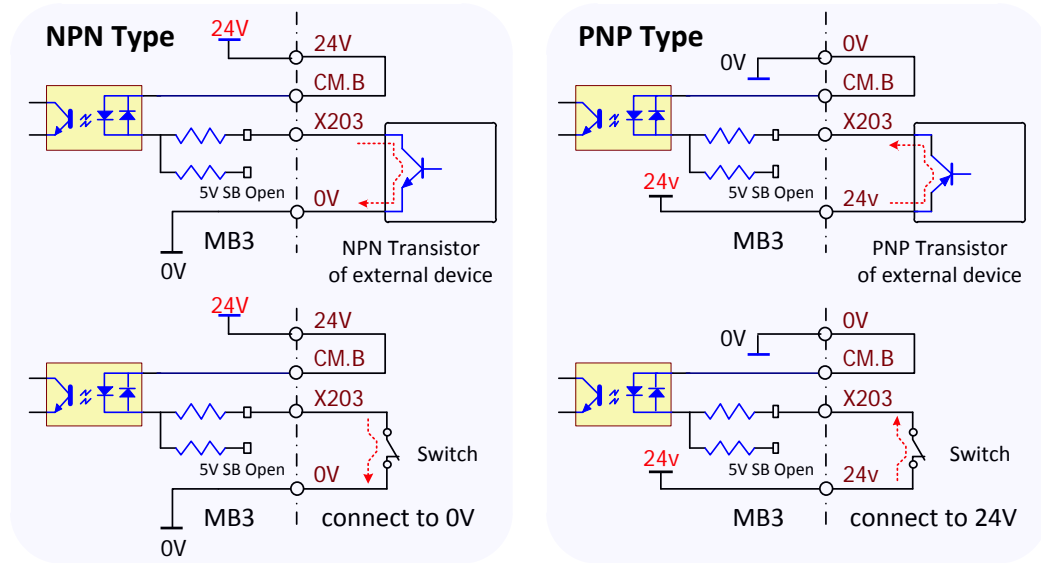 NPN Type
24V
24V
CM.B
X203
5V SB Open
0V
MB3
0V
NPN Transistor
of external device
24V
24V
CM.B
X203
Switch
5V SB Open
0V
MB3
connect to 0V
0V
PNP Type
0V
0V
CM.B
X203
5V SB Open
24v
24v
MB3
PNP Transistor
of external device
0V
0V
CM.B
X203
Switch
5V SB Open
24v
24v
MB3
connect to 24V